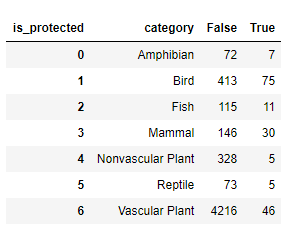 is_protected category False True
0 Amphibian 72 7
1 Bird 413 75
2 Fish 115 11
3 Mammal 146 30
4 Nonvascular Plant 328 5
5 Reptile 73 5
6 Vascular Plant 4216 46